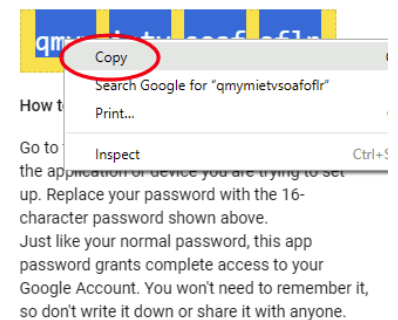 Copy
Search Google for "qmymietvsoafoflr"
How
Print...
Go to
Inspect Ctrl+S
the application or device you are trying to set
up. Replace your password with the 16-
character password shown above.
Just like your normal password, this app
password grants complete access to your
Google Account. You won't need to remember it,
so don't write it down or share it with anyone.